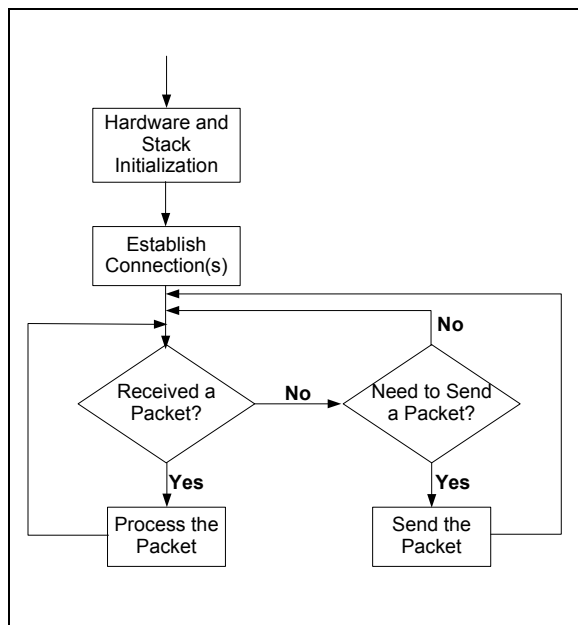 Hardware and
Stack
Initialization
Establish
Connection(s)
No
Received a
Packet?
No
Need to Send
a Packet?
Yes
Yes
Process the
Packet
Send the
Packet